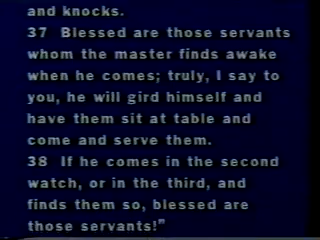 and knocks.
37 Blessed are those servants
whom the master finds awake
when he comes; truly, I say to
you, he will gird himself and
have them sit at table and
come and serve them.
38 If he comes in the second
watch, or in the third, and
finds them so, blessed are
those servants!"